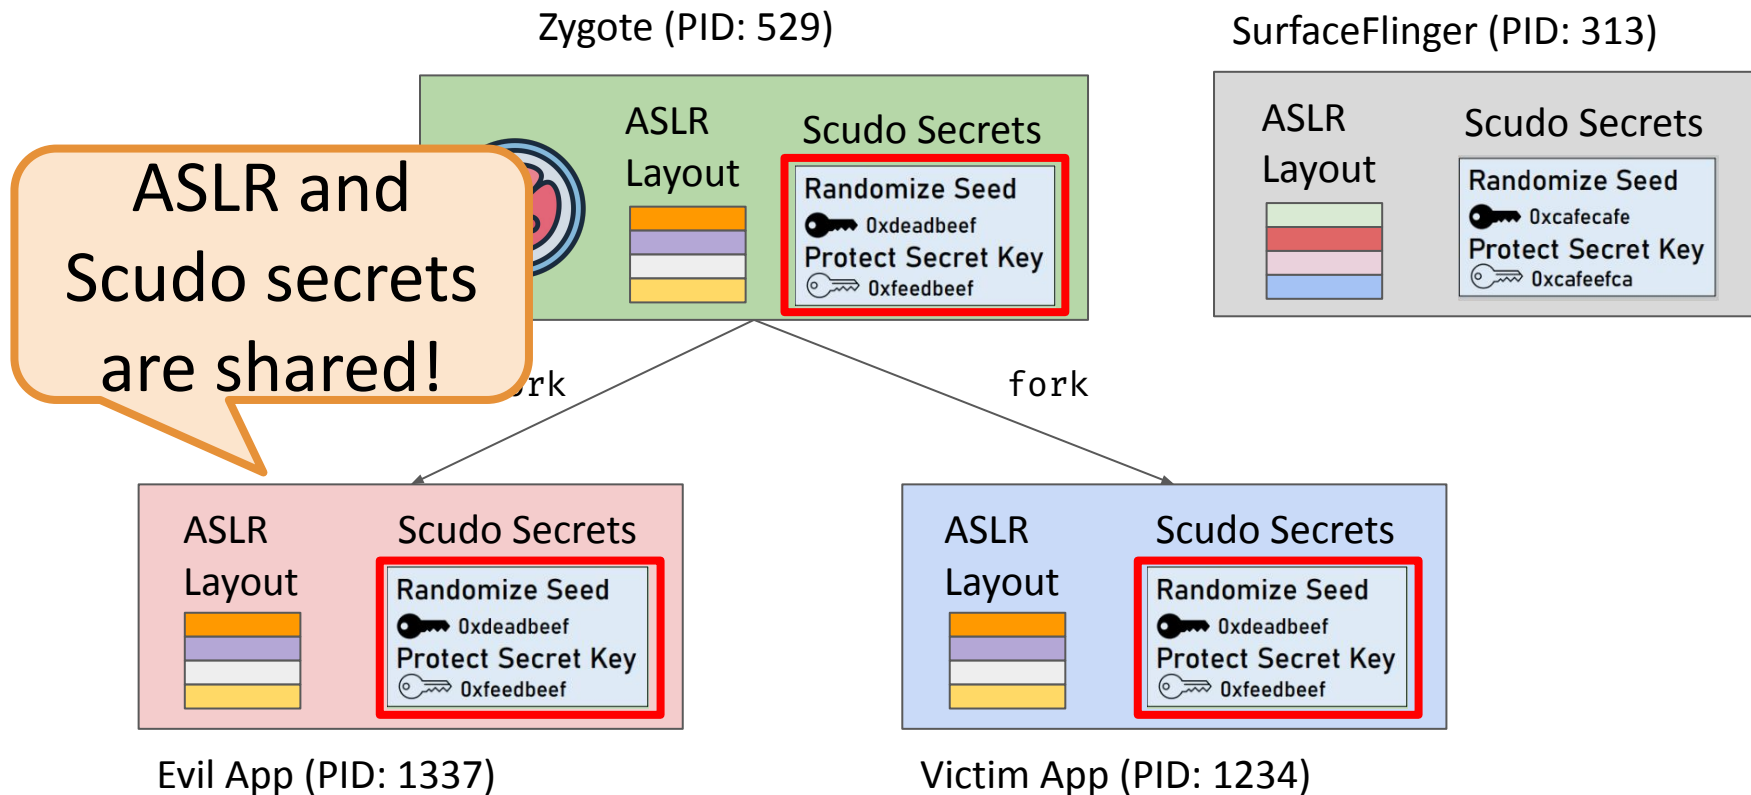 Zygote (PID: 529)
SurfaceFlinger (PID: 313)
ASLR
Layout
Scudo Secrets
Randomize Seed
0xdeadbeef
Protect Secret Key
0xfeedbeef
ASLR
Layout
Scudo Secrets
Randomize Seed
0xcafecafe
Protect Secret Key
0xcafeefca
ASLR and
Scudo secrets
are shared!
rk
fork
ASLR
Layout
Scudo Secrets
Randomize Seed
0xdeadbeef
Protect Secret Key
0xfeedbeef
ASLR
Layout
Scudo Secrets
Randomize Seed
0xdeadbeef
Protect Secret Key
0xfeedbeef
Evil App (PID: 1337)
Victim App (PID: 1234)